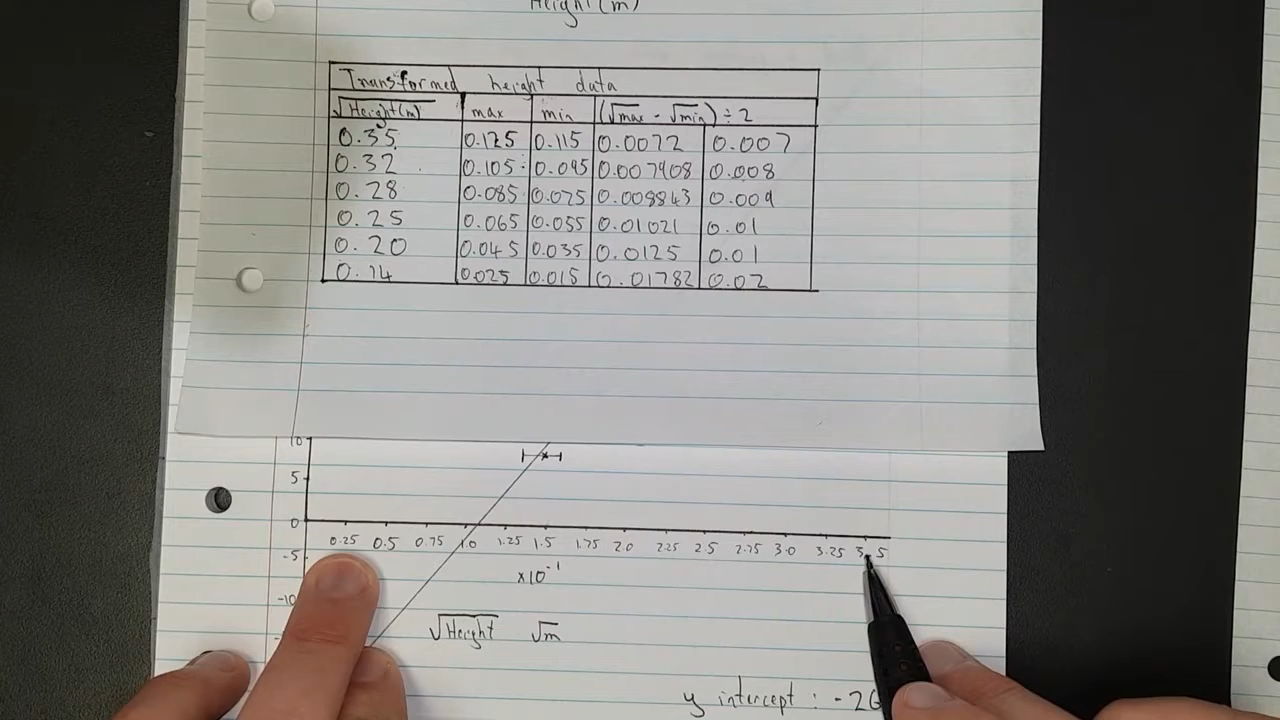 Height (m)
Transformed height data
√Height(m) max min (√max - √min) ÷ 2
0.35 0.125 0.115 0.0072 0.007
0.32 0.105 0.095 0.007908 0.008
0.28 0.085 0.075 0.008843 0.009
0.25 0.065 0.055 0.01021 0.01
0.20 0.045 0.035 0.0125 0.01
0.14 0.025 0.015 0.01782 0.02
10
5
0
0.25 0.5 0.75 1.0 1.25 1.5 1.75 2.0 2.25 2.5 2.75 3.0 3.25 3.5
-5
×10⁻¹
-10
√Height √m
y intercept : -